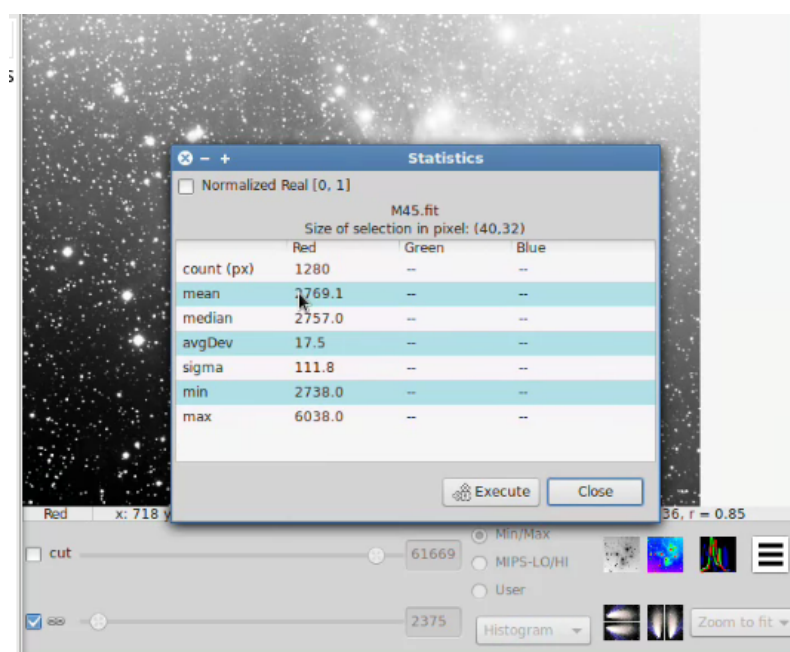 s
Statistics
Normalized Real [0, 1]
M45.fit
Size of selection in pixel: (40,32)
Red Green Blue
count (px) 1280 -- --
mean 2769.1 -- --
median 2757.0 -- --
avgDev 17.5 -- --
sigma 111.8 -- --
min 2738.0 -- --
max 6038.0 -- --
Execute Close
Red x: 718 y 36, r = 0.85
cut 61669 Min/Max
MIPS-LO/HI
User
2375 Histogram Zoom to fit